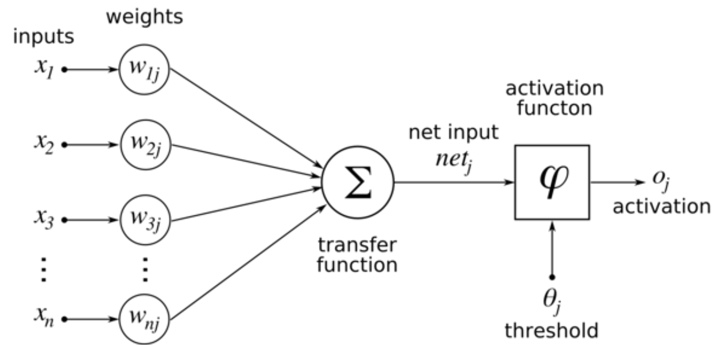 inputs
weights
x1
w1j
x2
w2j
x3
w3j
⋮
⋮
xn
wnj
Σ
transfer
function
net input
netj
activation
functon
φ
oj
activation
θj
threshold